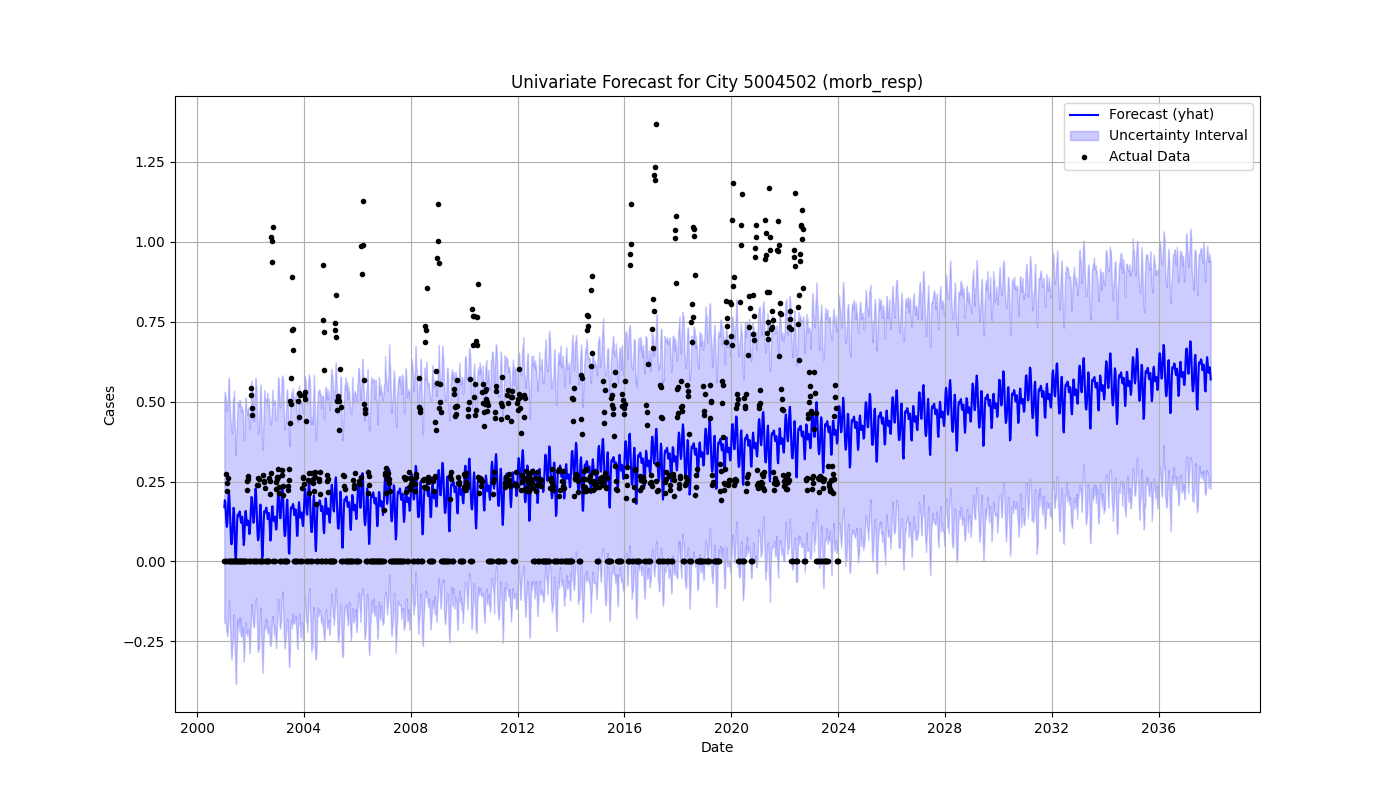 Univariate Forecast for City 5004502 (morb_resp)
Forecast (yhat)
Uncertainty Interval
Actual Data
Cases
1.25
1.00
0.75
0.50
0.25
0.00
−0.25
2000 2004 2008 2012 2016 2020 2024 2028 2032 2036
Date